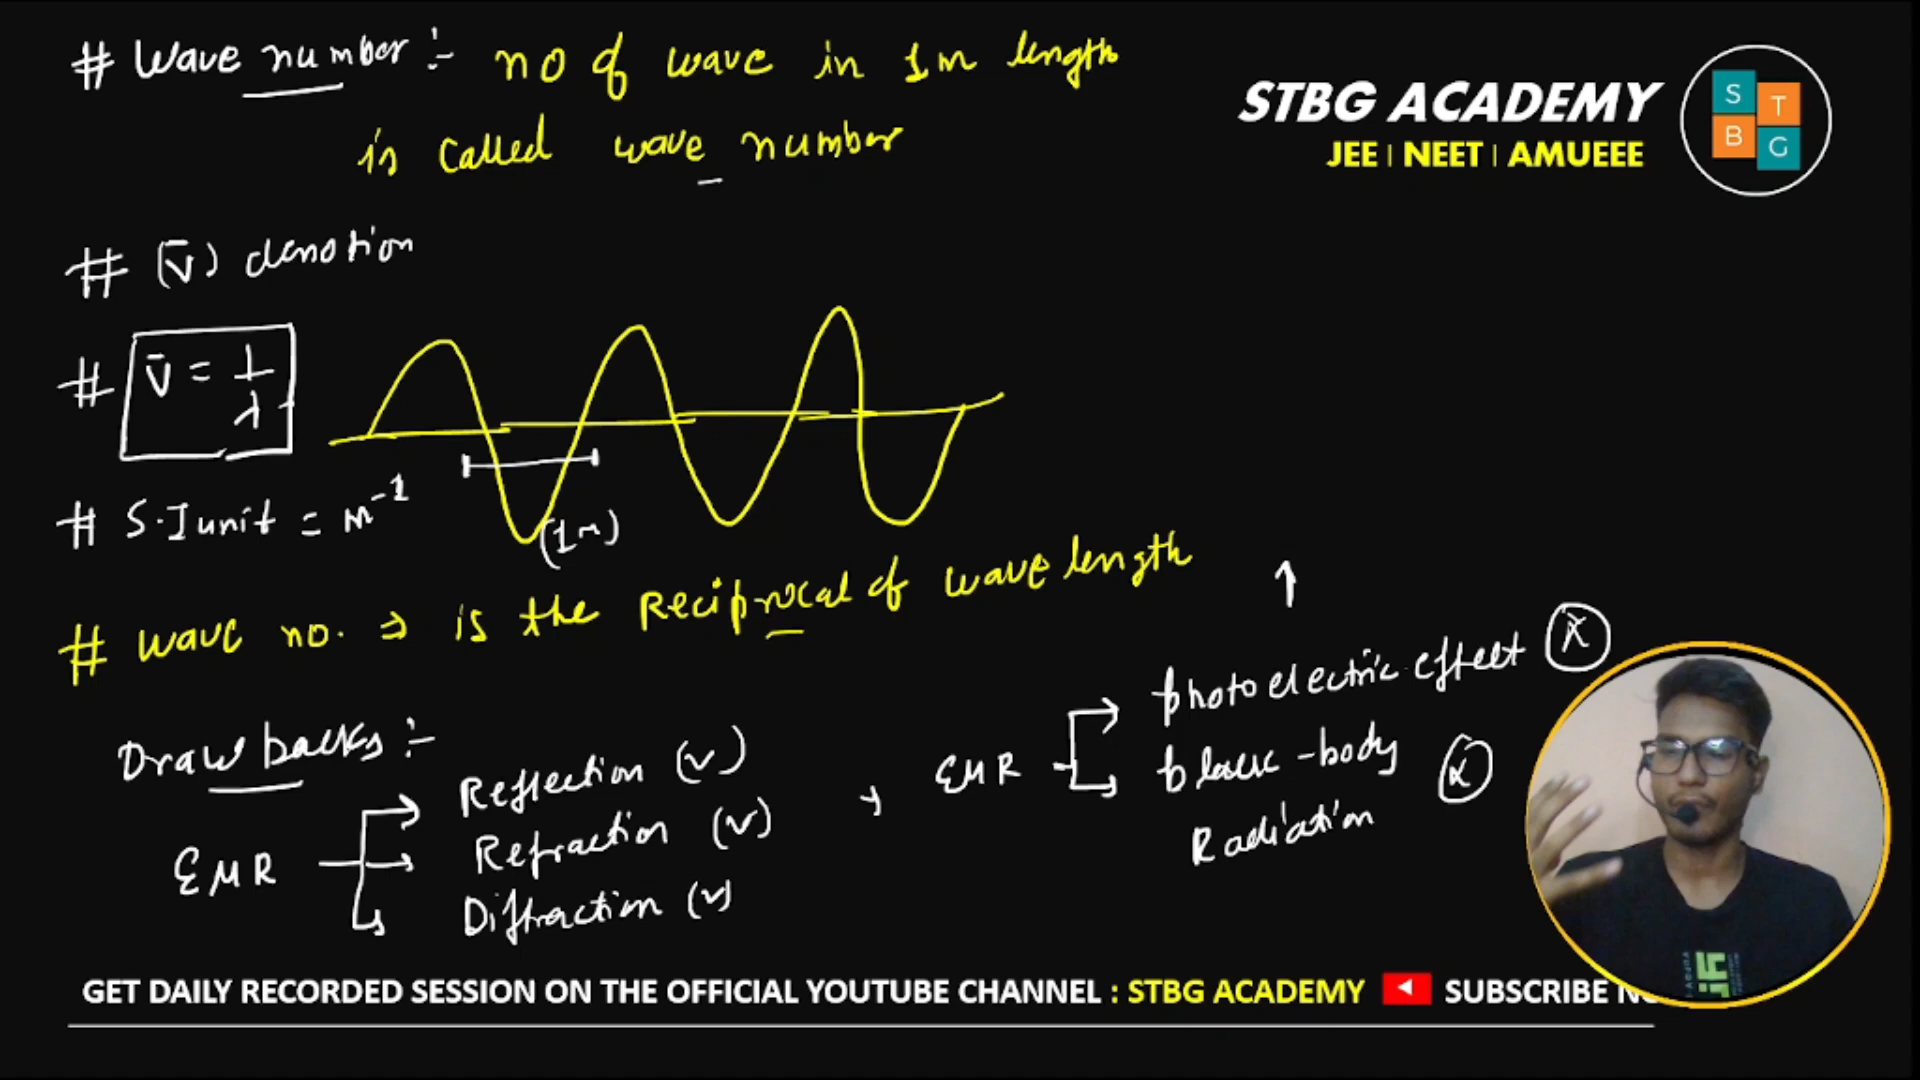 # Wave number :- no of wave in 1m length
is called wave number
STBG ACADEMY
JEE | NEET | AMUEEE
S T B G
# (ν̅) denotion
# ν̅ = 1/λ
# S.I unit = m⁻¹
(1m)
# wave no. ⇒ is the Reciprocal of wave length
↑
Draw backs :-
EMR
Reflection (✓)
Refraction (✓)
Diffraction (✓)
EMR
photo electric effect (x)
black-body (x)
Radiation
GET DAILY RECORDED SESSION ON THE OFFICIAL YOUTUBE CHANNEL : STBG ACADEMY SUBSCRIBE